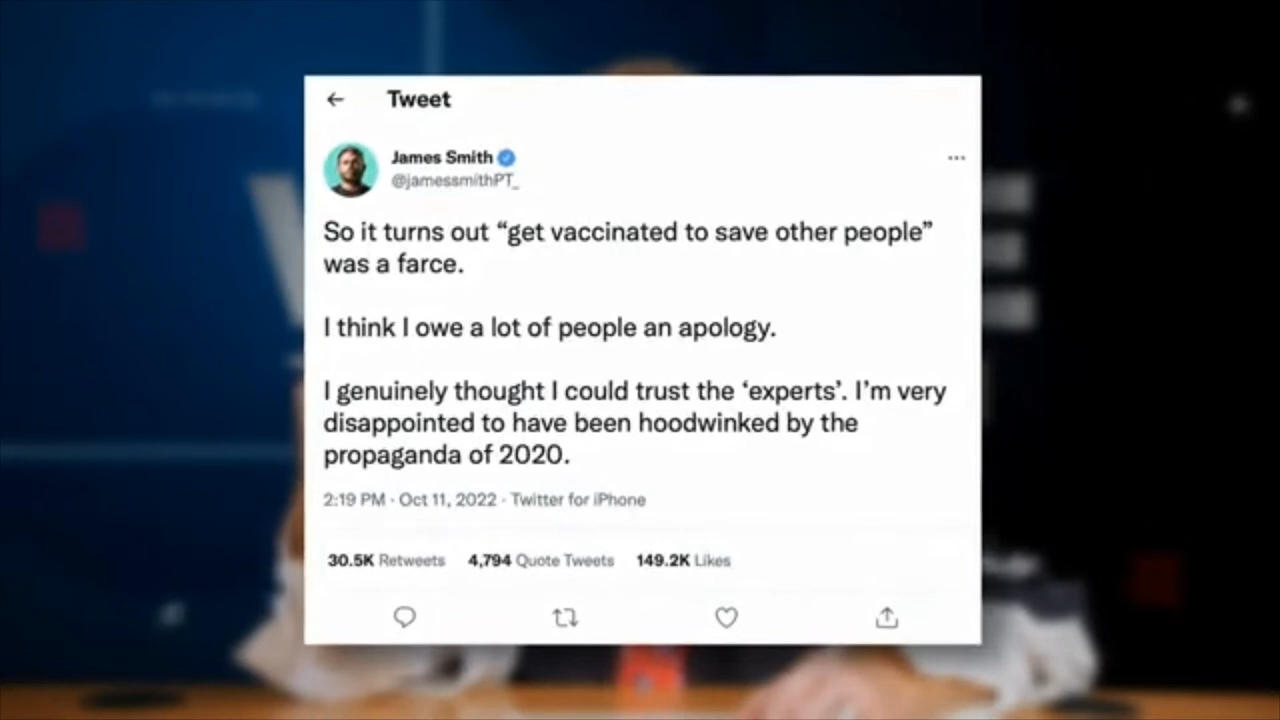 Tweet
James Smith
@jamessmithPT_
So it turns out “get vaccinated to save other people”
was a farce.
I think I owe a lot of people an apology.
I genuinely thought I could trust the ‘experts’. I’m very
disappointed to have been hoodwinked by the
propaganda of 2020.
2:19 PM · Oct 11, 2022 · Twitter for iPhone
30.5K Retweets 4,794 Quote Tweets 149.2K Likes